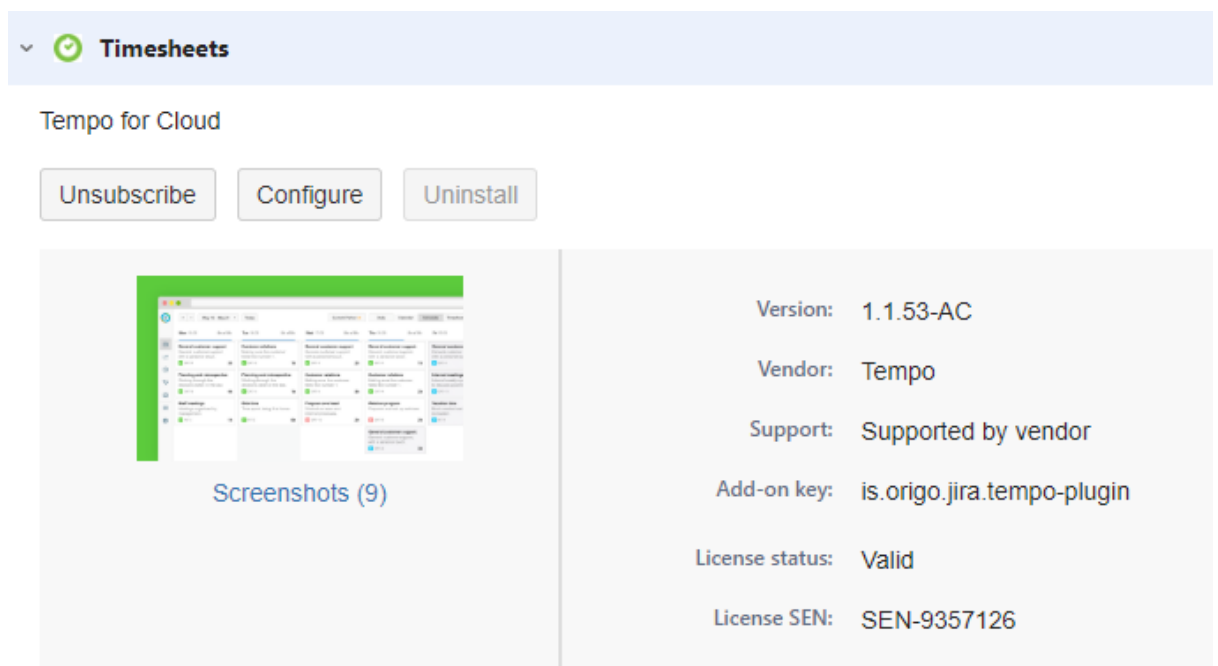 Timesheets
Tempo for Cloud
Unsubscribe Configure Uninstall
Screenshots (9)
Version: 1.1.53-AC
Vendor: Tempo
Support: Supported by vendor
Add-on key: is.origo.jira.tempo-plugin
License status: Valid
License SEN: SEN-9357126